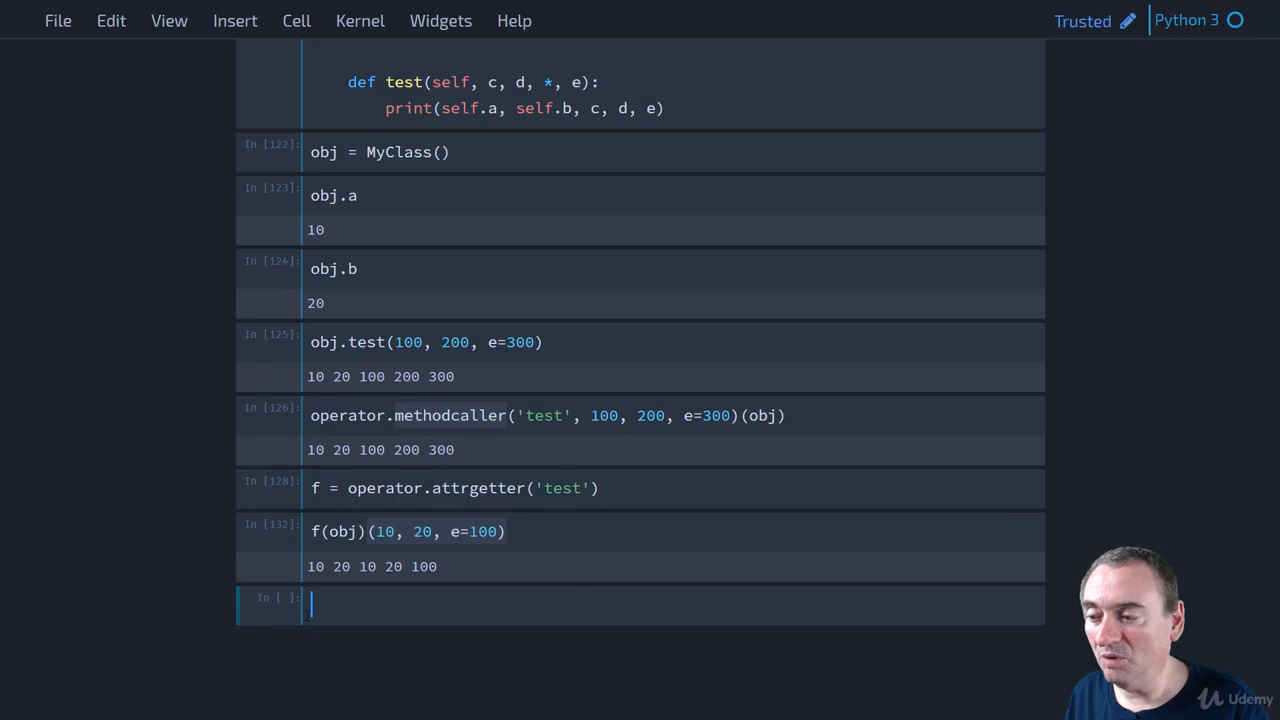 File Edit View Insert Cell Kernel Widgets Help Trusted Python 3
def test(self, c, d, *, e):
print(self.a, self.b, c, d, e)
In [122]: obj = MyClass()
In [123]: obj.a
10
In [124]: obj.b
20
In [125]: obj.test(100, 200, e=300)
10 20 100 200 300
In [126]: operator.methodcaller('test', 100, 200, e=300)(obj)
10 20 100 200 300
In [128]: f = operator.attrgetter('test')
In [132]: f(obj)(10, 20, e=100)
10 20 10 20 100
In [ ]:
Udemy